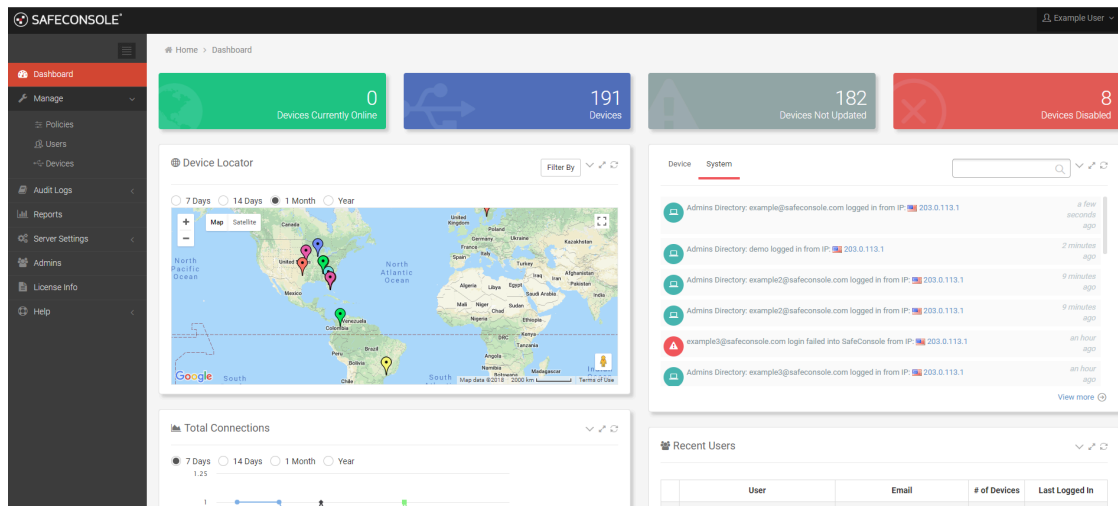 SAFECONSOLE
Example User
Home > Dashboard
Dashboard
Manage
Policies
Users
Devices
Audit Logs
Reports
Server Settings
Admins
License Info
Help
0
Devices Currently Online
191
Devices
182
Devices Not Updated
8
Devices Disabled
Device Locator
Filter By
7 Days
14 Days
1 Month
Year
+
Map
Satellite
−
Canada
United
Mexico
North
Pacific
Ocean
North
Atlantic
Ocean
United
Kingdom
Poland
Germany
Ukraine
France
Kazakhstan
Spain
Italy
Turkey
Iraq
Iran
Afghanistan
Pakistan
Algeria
Libya
Egypt
Saudi Arabia
India
Mali
Niger
Chad
Sudan
Nigeria
Ethiopia
Venezuela
Colombia
DRC
Kenya
Tanzania
Peru
Brazil
Bolivia
Angola
Namibia
Botswana
Madagascar
Chile
Google
South
South
Map data ©2018
2000 km
Terms of Use
Device
System
Admins Directory: example@safeconsole.com logged in from IP: 203.0.113.1
a few
seconds
ago
Admins Directory: demo logged in from IP: 203.0.113.1
2 minutes
ago
Admins Directory: example2@safeconsole.com logged in from IP: 203.0.113.1
9 minutes
ago
Admins Directory: example2@safeconsole.com logged in from IP: 203.0.113.1
9 minutes
ago
example3@safeconsole.com login failed into SafeConsole from IP: 203.0.113.1
an hour
ago
Admins Directory: example3@safeconsole.com logged in from IP: 203.0.113.1
an hour
ago
View more
Total Connections
7 Days
14 Days
1 Month
Year
1.25
1
Recent Users
User
Email
# of Devices
Last Logged In